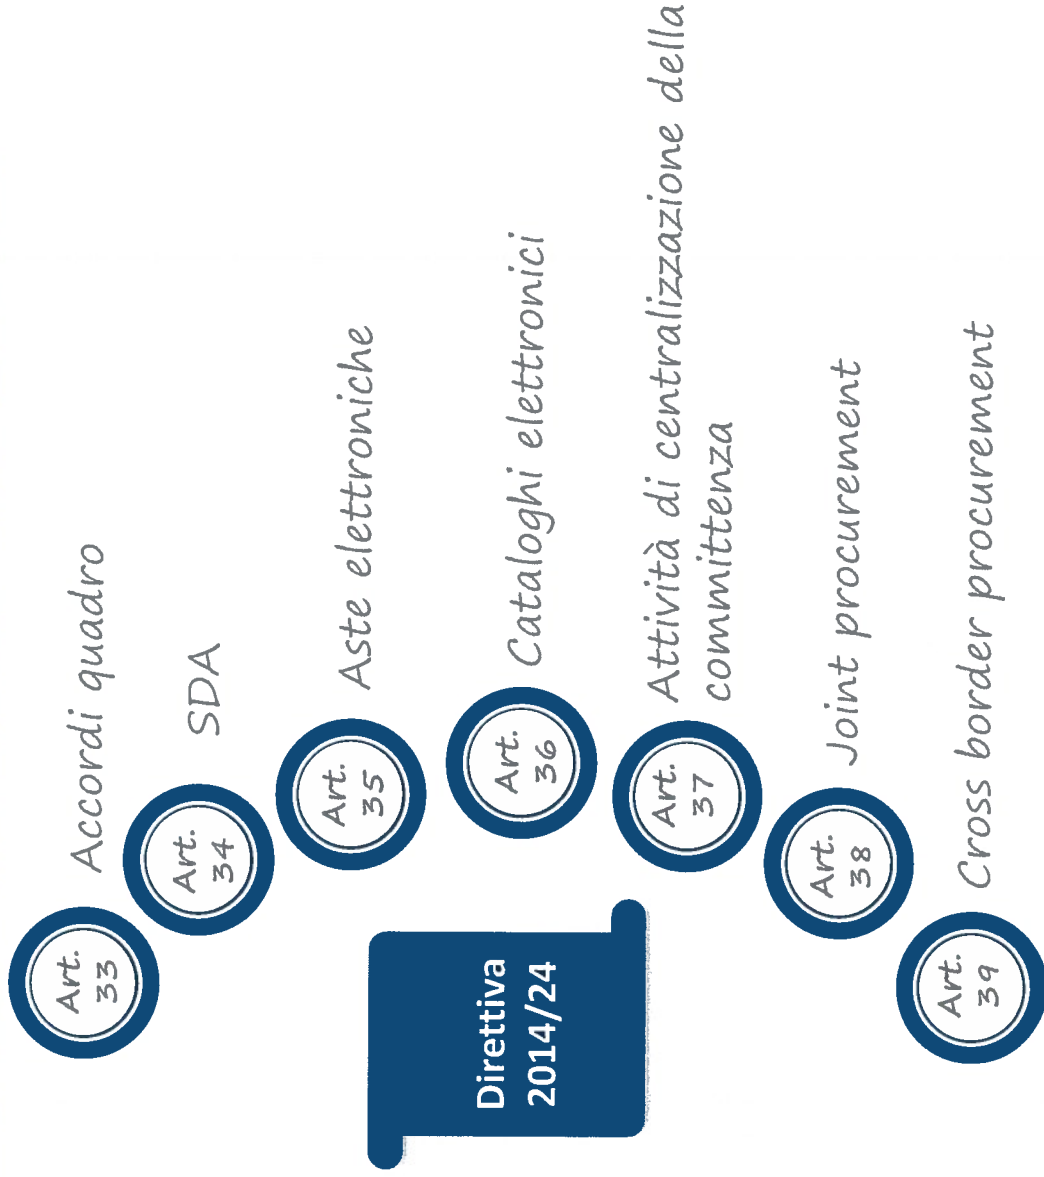 Direttiva
2014/24
Art.
33
Accordi quadro
Art.
34
SDA
Art.
35
Aste elettroniche
Art.
36
Cataloghi elettronici
Art.
37
Attività di centralizzazione della
committenza
Art.
38
Joint procurement
Art.
39
Cross border procurement